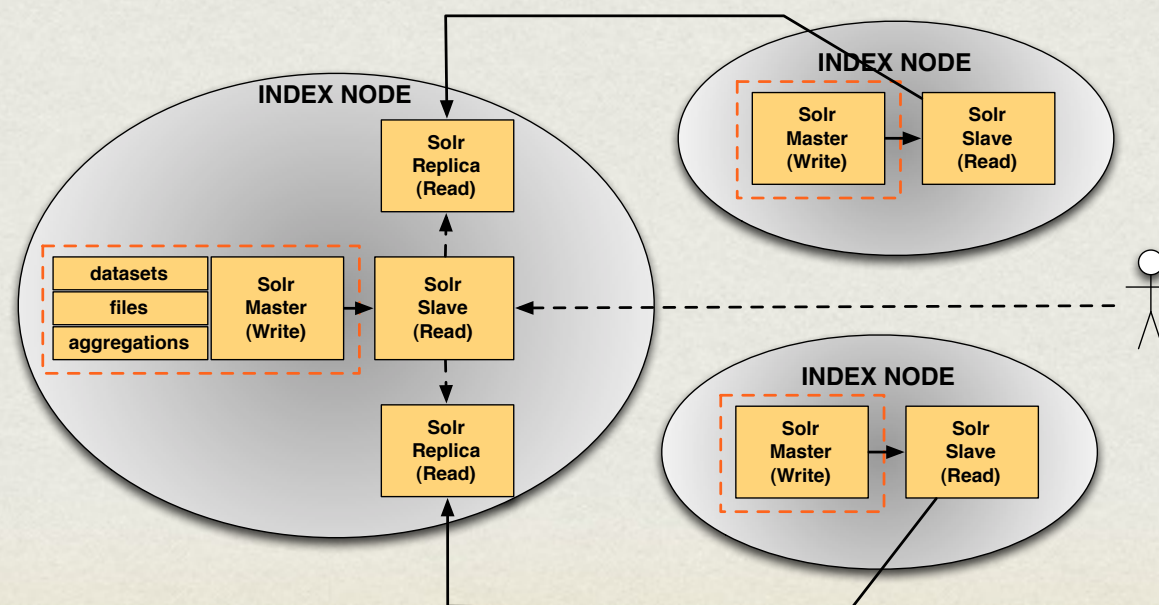 INDEX NODE
Solr
Replica
(Read)
datasets
files
aggregations
Solr
Master
(Write)
Solr
Slave
(Read)
Solr
Replica
(Read)
INDEX NODE
Solr
Master
(Write)
Solr
Slave
(Read)
INDEX NODE
Solr
Master
(Write)
Solr
Slave
(Read)